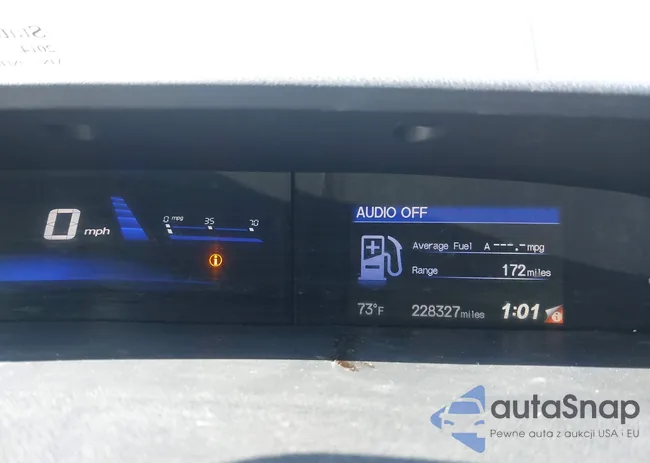 2014
0 mph
0 mpg 35 70
AUDIO OFF
Average Fuel A ---.- mpg
Range 172 miles
73°F 228327 miles 1:01
autaSnap
Pewne auta z aukcji USA i EU